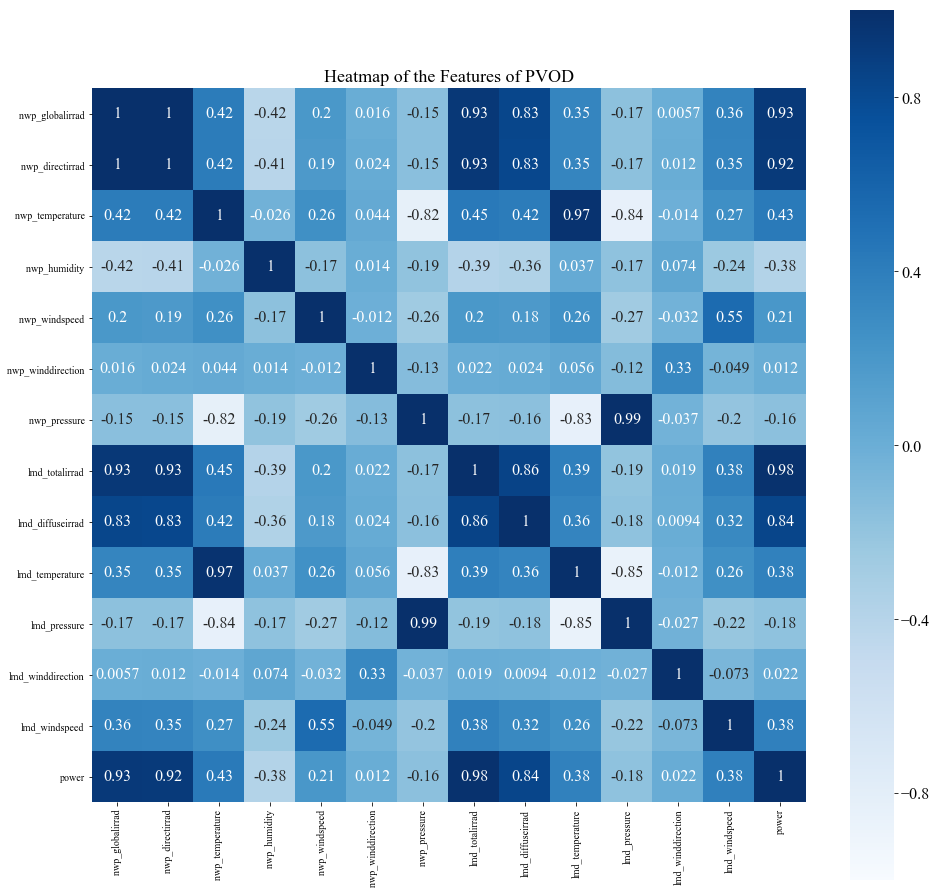 Heatmap of the Features of PVOD
nwp_globalirrad 1 1 0.42 -0.42 0.2 0.016 -0.15 0.93 0.83 0.35 -0.17 0.0057 0.36 0.93
nwp_directirrad 1 1 0.42 -0.41 0.19 0.024 -0.15 0.93 0.83 0.35 -0.17 0.012 0.35 0.92
nwp_temperature 0.42 0.42 1 -0.026 0.26 0.044 -0.82 0.45 0.42 0.97 -0.84 -0.014 0.27 0.43
nwp_humidity -0.42 -0.41 -0.026 1 -0.17 0.014 -0.19 -0.39 -0.36 0.037 -0.17 0.074 -0.24 -0.38
nwp_windspeed 0.2 0.19 0.26 -0.17 1 -0.012 -0.26 0.2 0.18 0.26 -0.27 -0.032 0.55 0.21
nwp_winddirection 0.016 0.024 0.044 0.014 -0.012 1 -0.13 0.022 0.024 0.056 -0.12 0.33 -0.049 0.012
nwp_pressure -0.15 -0.15 -0.82 -0.19 -0.26 -0.13 1 -0.17 -0.16 -0.83 0.99 -0.037 -0.2 -0.16
lmd_totalirrad 0.93 0.93 0.45 -0.39 0.2 0.022 -0.17 1 0.86 0.39 -0.19 0.019 0.38 0.98
lmd_diffuseirrad 0.83 0.83 0.42 -0.36 0.18 0.024 -0.16 0.86 1 0.36 -0.18 0.0094 0.32 0.84
lmd_temperature 0.35 0.35 0.97 0.037 0.26 0.056 -0.83 0.39 0.36 1 -0.85 -0.012 0.26 0.38
lmd_pressure -0.17 -0.17 -0.84 -0.17 -0.27 -0.12 0.99 -0.19 -0.18 -0.85 1 -0.027 -0.22 -0.18
lmd_winddirection 0.0057 0.012 -0.014 0.074 -0.032 0.33 -0.037 0.019 0.0094 -0.012 -0.027 1 -0.073 0.022
lmd_windspeed 0.36 0.35 0.27 -0.24 0.55 -0.049 -0.2 0.38 0.32 0.26 -0.22 -0.073 1 0.38
power 0.93 0.92 0.43 -0.38 0.21 0.012 -0.16 0.98 0.84 0.38 -0.18 0.022 0.38 1
nwp_globalirrad
nwp_directirrad
nwp_temperature
nwp_humidity
nwp_windspeed
nwp_winddirection
nwp_pressure
lmd_totalirrad
lmd_diffuseirrad
lmd_temperature
lmd_pressure
lmd_winddirection
lmd_windspeed
power
0.8
0.4
0.0
−0.4
−0.8